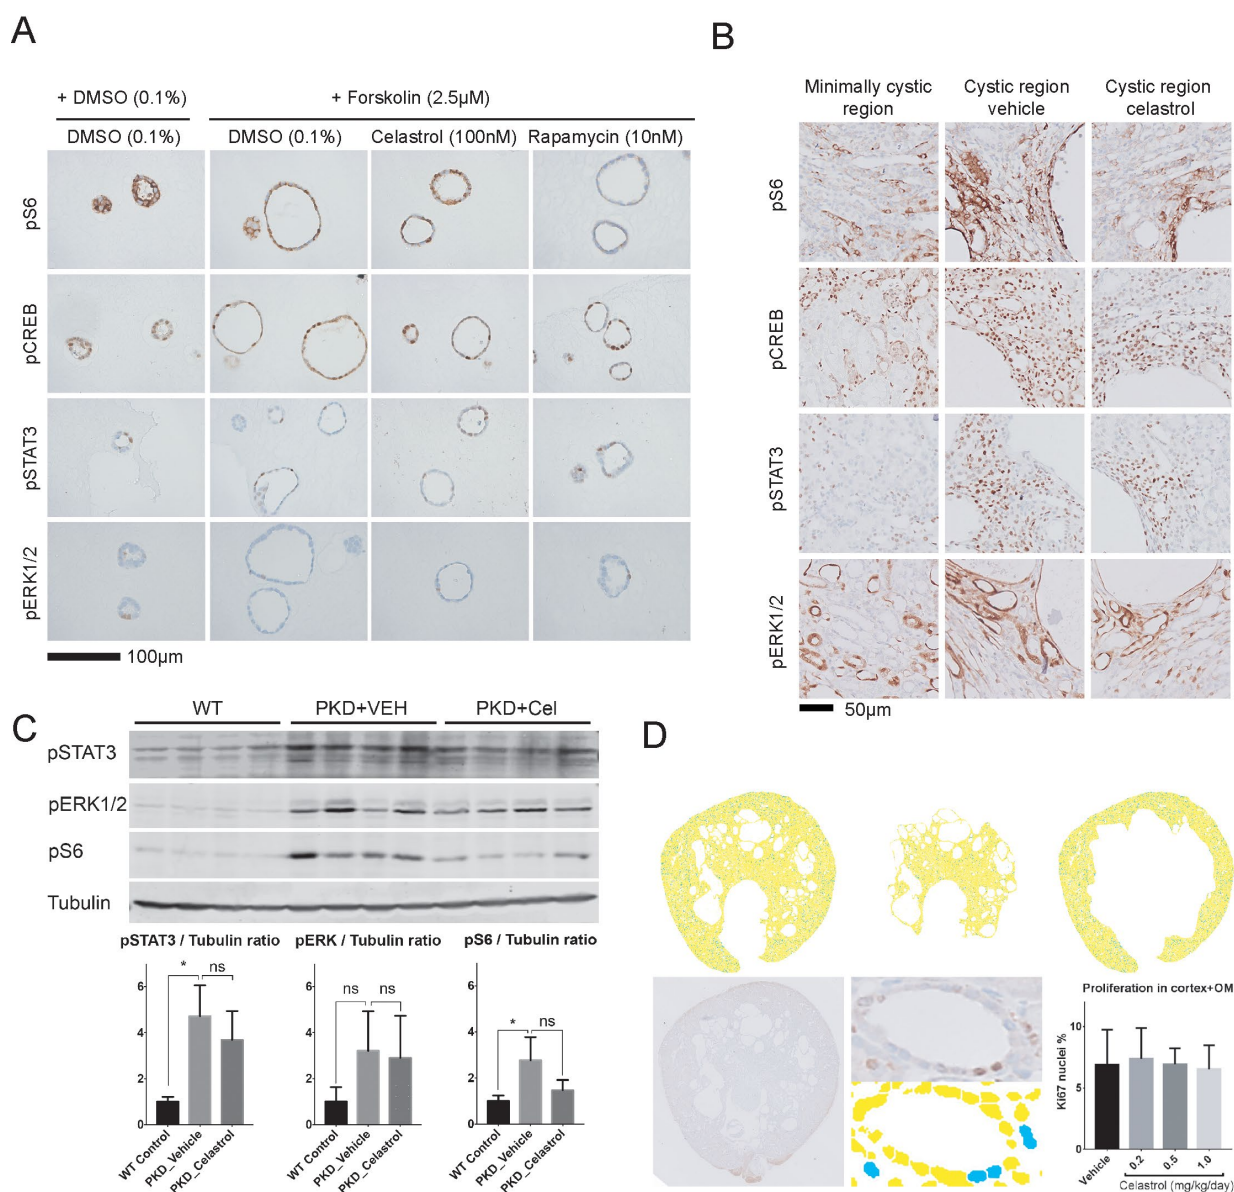 A
+ DMSO (0.1%)
+ Forskolin (2.5µM)
DMSO (0.1%)
DMSO (0.1%)
Celastrol (100nM)
Rapamycin (10nM)
pS6
pCREB
pSTAT3
pERK1/2
100µm
B
Minimally cystic
region
Cystic region
vehicle
Cystic region
celastrol
pS6
pCREB
pSTAT3
pERK1/2
50µm
C
WT
PKD+VEH
PKD+Cel
pSTAT3
pERK1/2
pS6
Tubulin
pSTAT3 / Tubulin ratio
6
4
2
0
*
ns
WT Control
PKD_Vehicle
PKD_Celastrol
pERK / Tubulin ratio
6
4
2
0
ns
ns
WT Control
PKD_Vehicle
PKD_Celastrol
pS6 / Tubulin ratio
6
4
2
0
*
ns
WT Control
PKD_Vehicle
PKD_Celastrol
D
Proliferation in cortex+OM
Ki67 nuclei %
10
5
0
Vehicle
0.2
0.5
1.0
Celastrol (mg/kg/day)